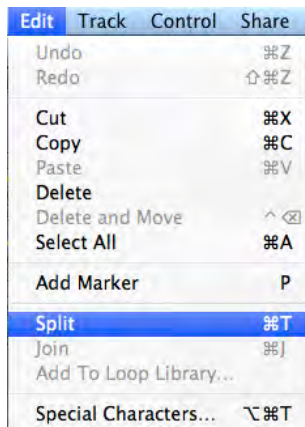 Edit Track Control Share
Undo ⌘Z
Redo ⇧⌘Z
Cut ⌘X
Copy ⌘C
Paste ⌘V
Delete
Delete and Move ^⌫
Select All ⌘A
Add Marker P
Split ⌘T
Join ⌘J
Add To Loop Library...
Special Characters... ⌥⌘T